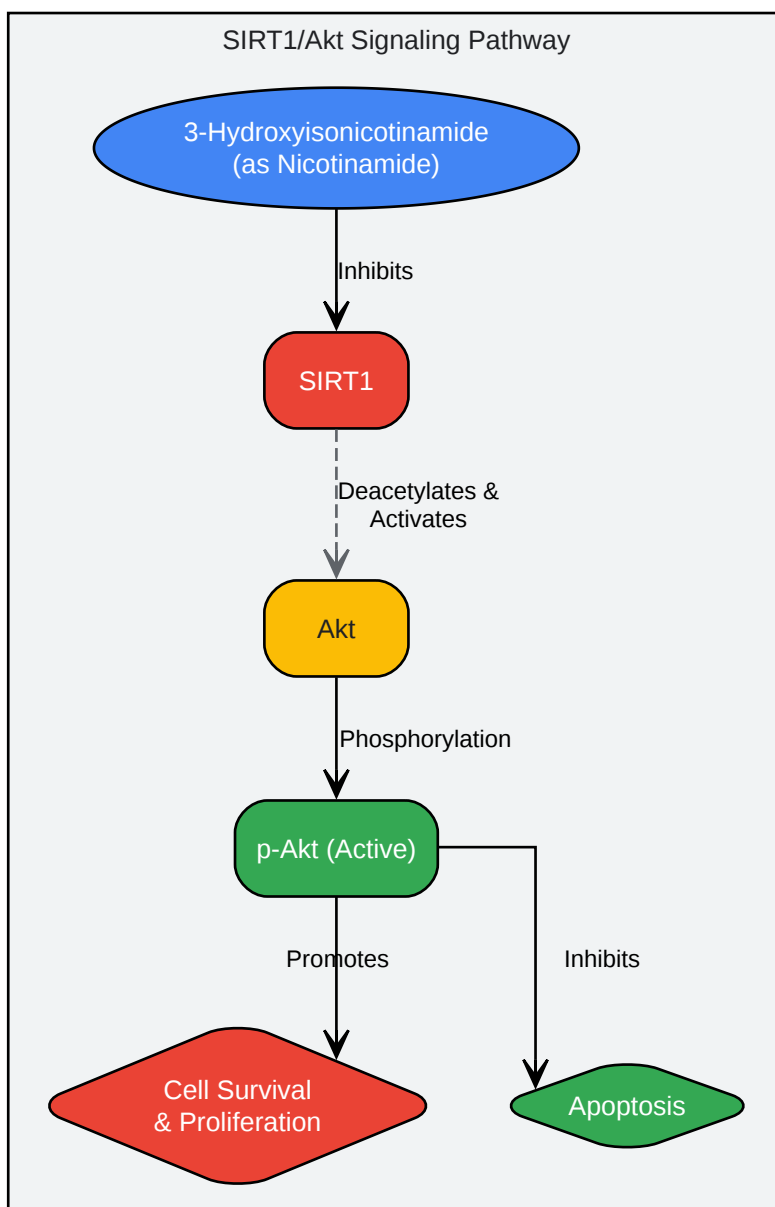 SIRT1/Akt Signaling Pathway
3-Hydroxyisonicotinamide
(as Nicotinamide)
Inhibits
SIRT1
Deacetylates &
Activates
Akt
Phosphorylation
p-Akt (Active)
Promotes
Inhibits
Cell Survival
& Proliferation
Apoptosis